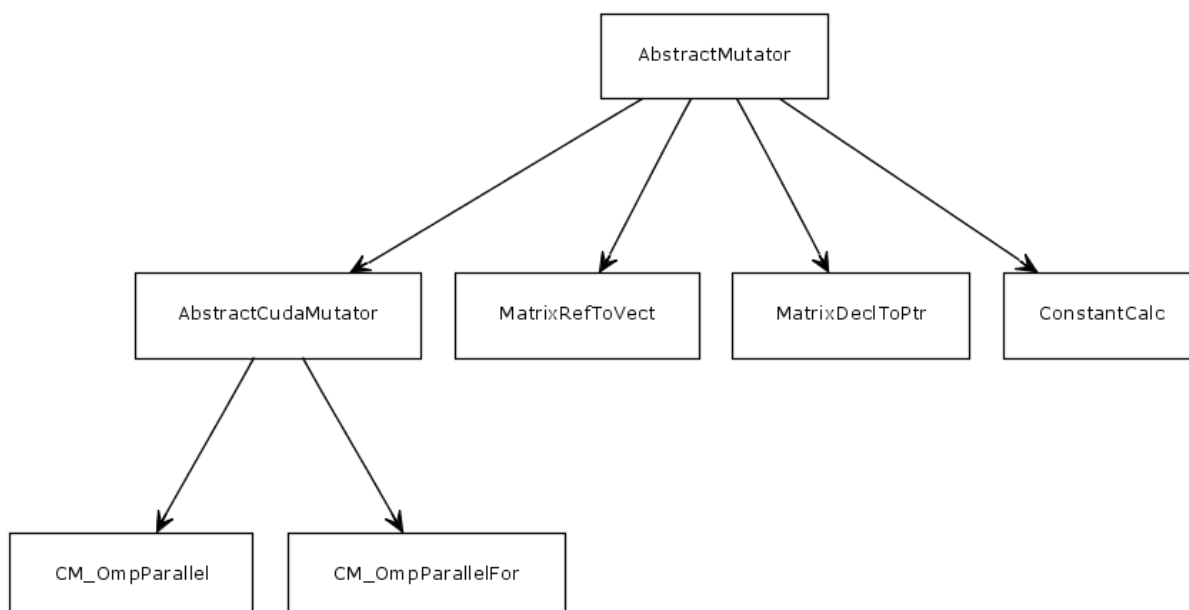 AbstractMutator
AbstractCudaMutator
MatrixRefToVect
MatrixDeclToPtr
ConstantCalc
CM_OmpParallel
CM_OmpParallelFor